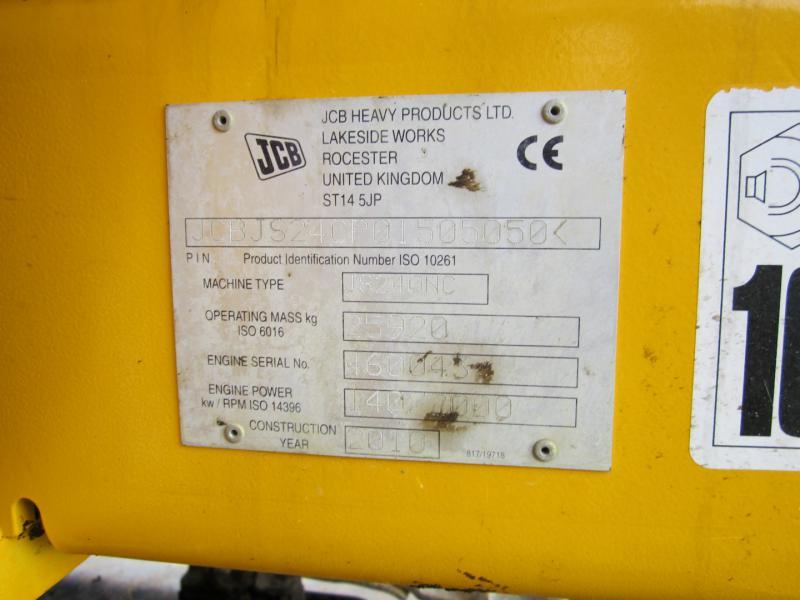 JCB HEAVY PRODUCTS LTD.
LAKESIDE WORKS
JCB
ROCESTER
CE
UNITED KINGDOM
ST14 5JP
PIN Product Identification Number ISO 10261
MACHINE TYPE JS240NC
OPERATING MASS kg
ISO 6016
25920
ENGINE SERIAL No.
ENGINE POWER
kw / RPM ISO 14396
CONSTRUCTION
YEAR
2010
817/19718